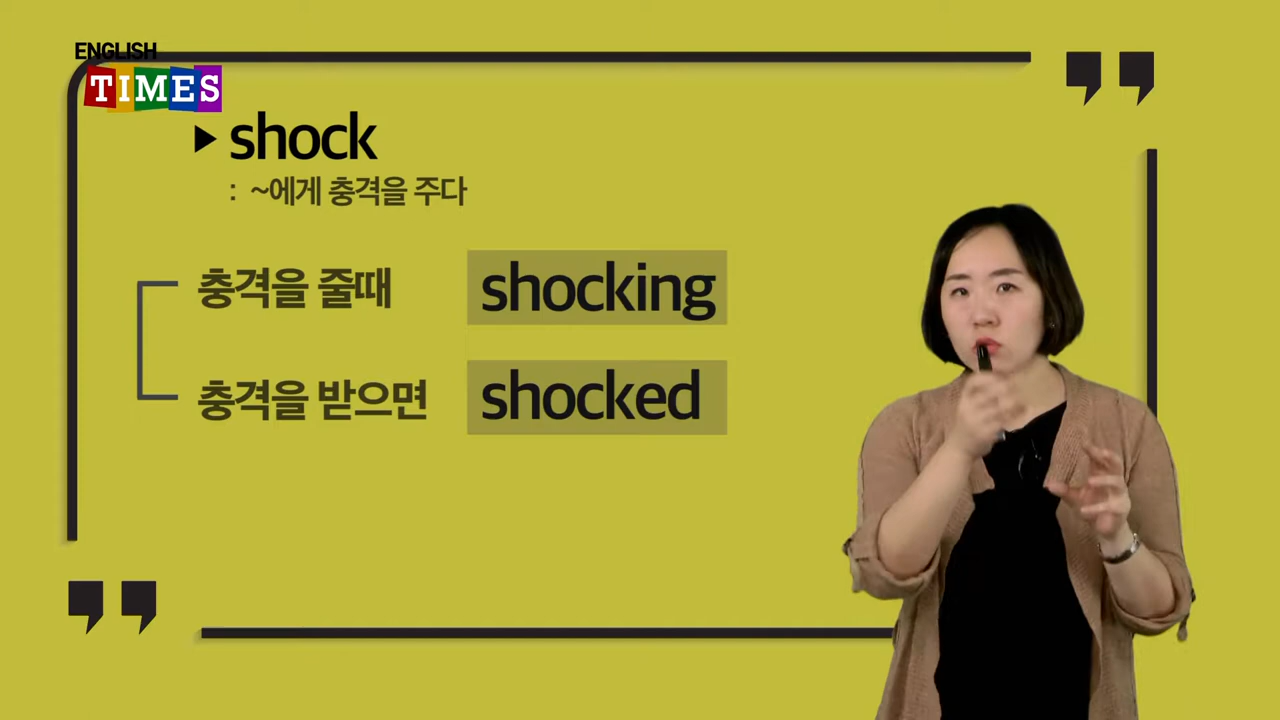 ENGLISH
TIMES
▶ shock
: ~에게 충격을 주다
충격을 줄때 shocking
충격을 받으면 shocked